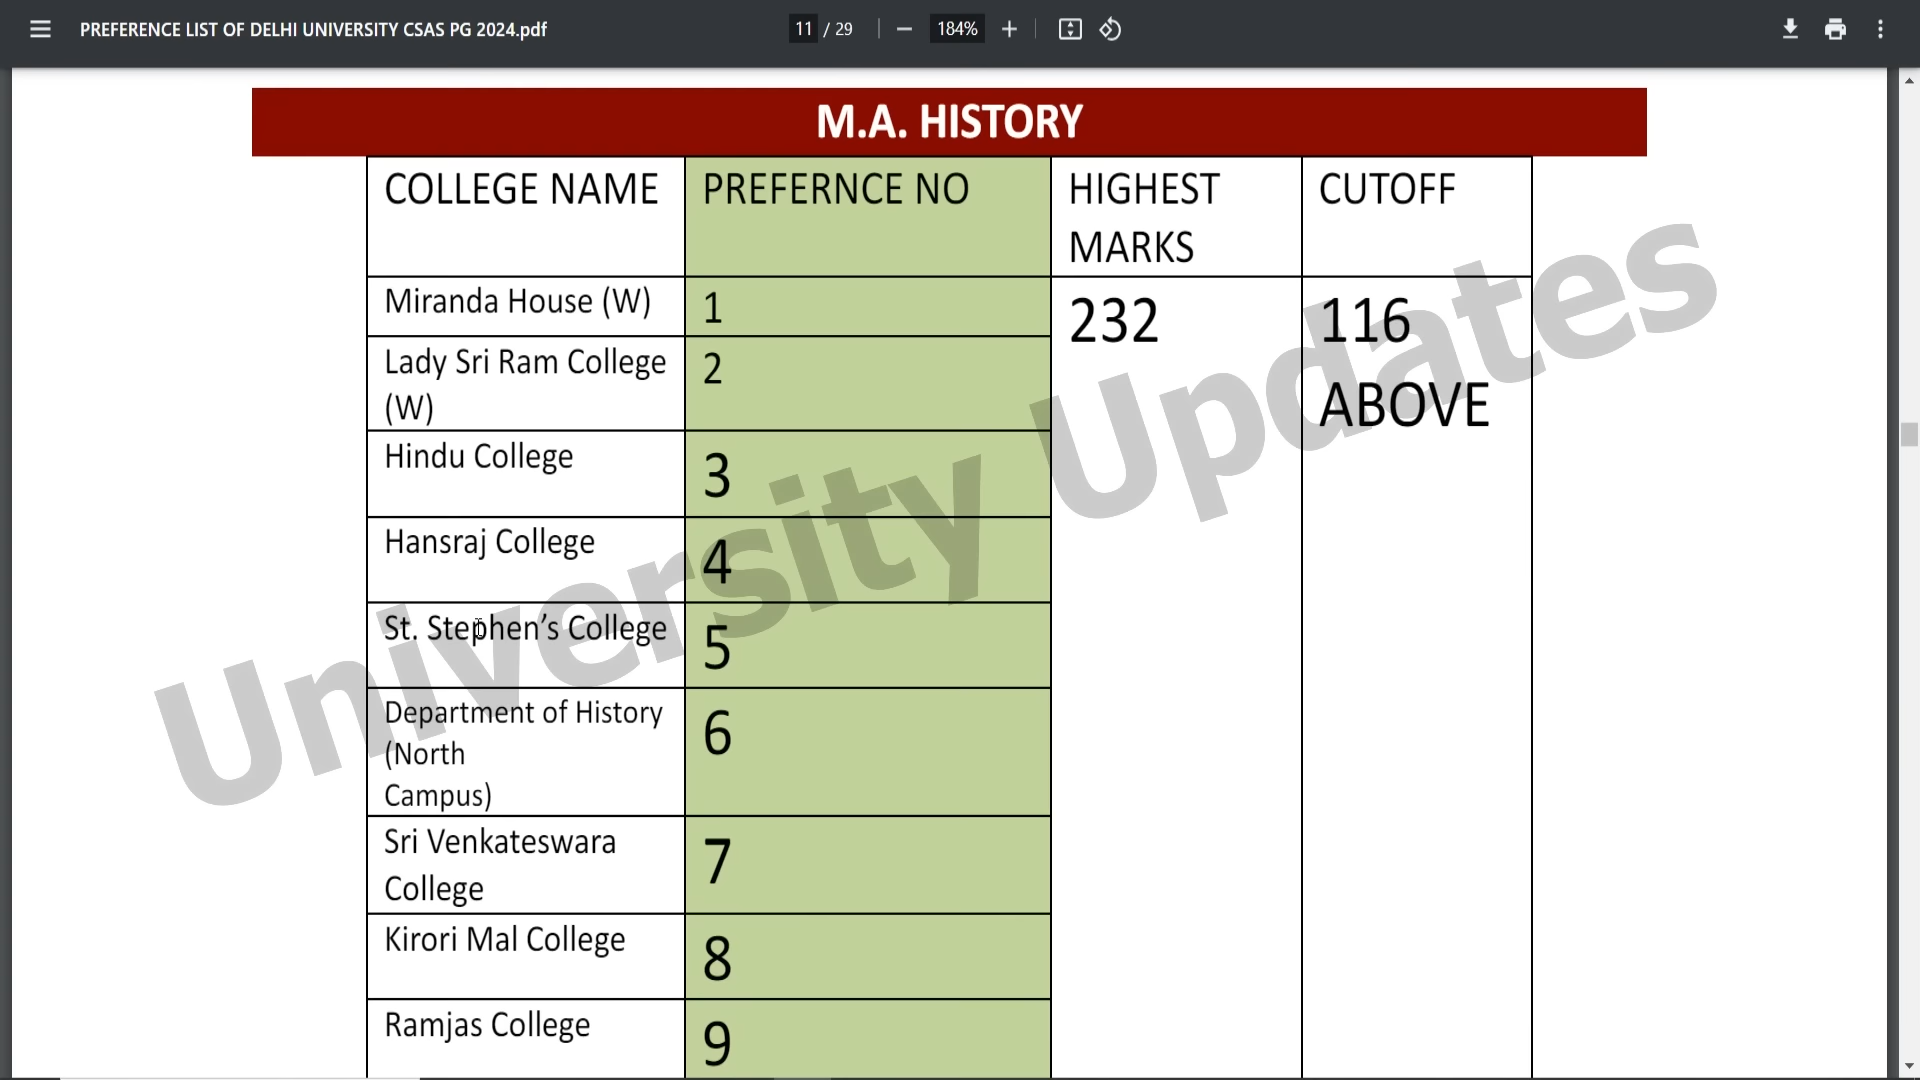 PREFERENCE LIST OF DELHI UNIVERSITY CSAS PG 2024.pdf
11 / 29
184%
M.A. HISTORY
COLLEGE NAME
PREFERNCE NO
HIGHEST
MARKS
CUTOFF
Miranda House (W)
1
232
116
ABOVE
Lady Sri Ram College
(W)
2
Hindu College
3
Hansraj College
4
St. Stephen’s College
5
Department of History
(North
Campus)
6
Sri Venkateswara
College
7
Kirori Mal College
8
Ramjas College
9
University Updates